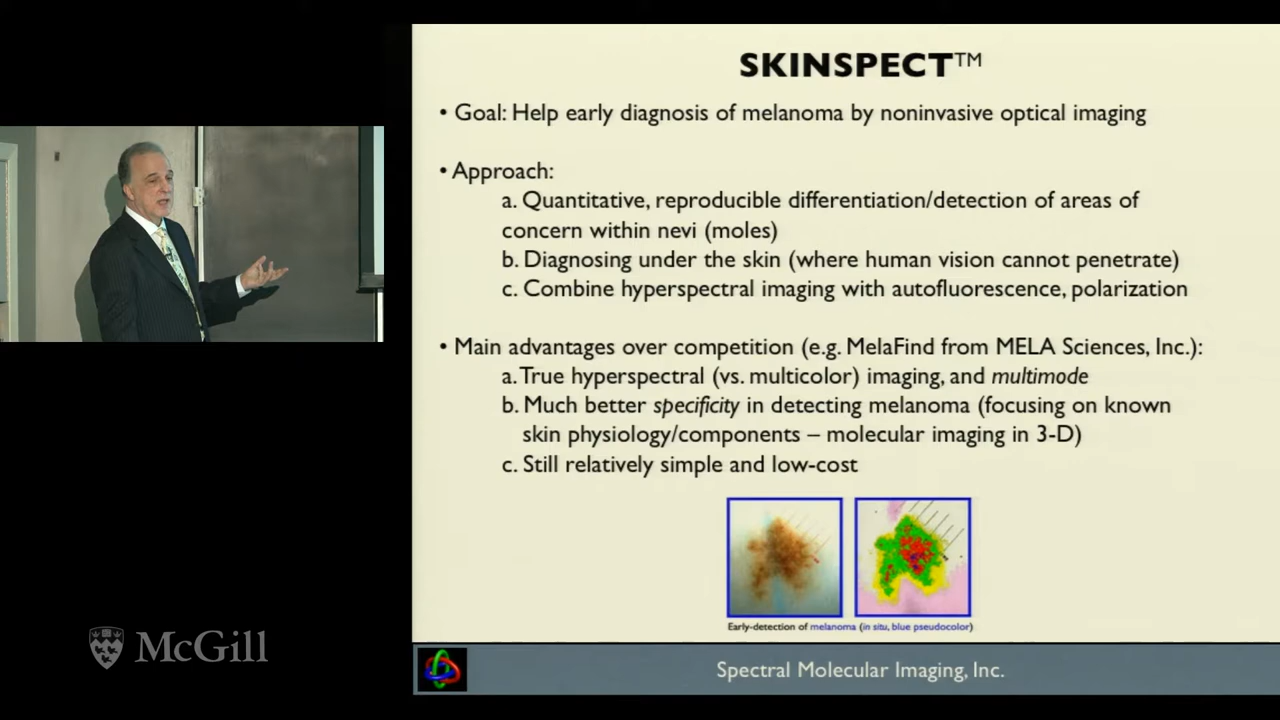 SKINSPECT™
• Goal: Help early diagnosis of melanoma by noninvasive optical imaging
• Approach:
a. Quantitative, reproducible differentiation/detection of areas of
concern within nevi (moles)
b. Diagnosing under the skin (where human vision cannot penetrate)
c. Combine hyperspectral imaging with autofluorescence, polarization
• Main advantages over competition (e.g. MelaFind from MELA Sciences, Inc.):
a. True hyperspectral (vs. multicolor) imaging, and multimode
b. Much better specificity in detecting melanoma (focusing on known
skin physiology/components – molecular imaging in 3-D)
c. Still relatively simple and low-cost
Early-detection of melanoma (in situ, blue pseudocolor)
McGill
Spectral Molecular Imaging, Inc.